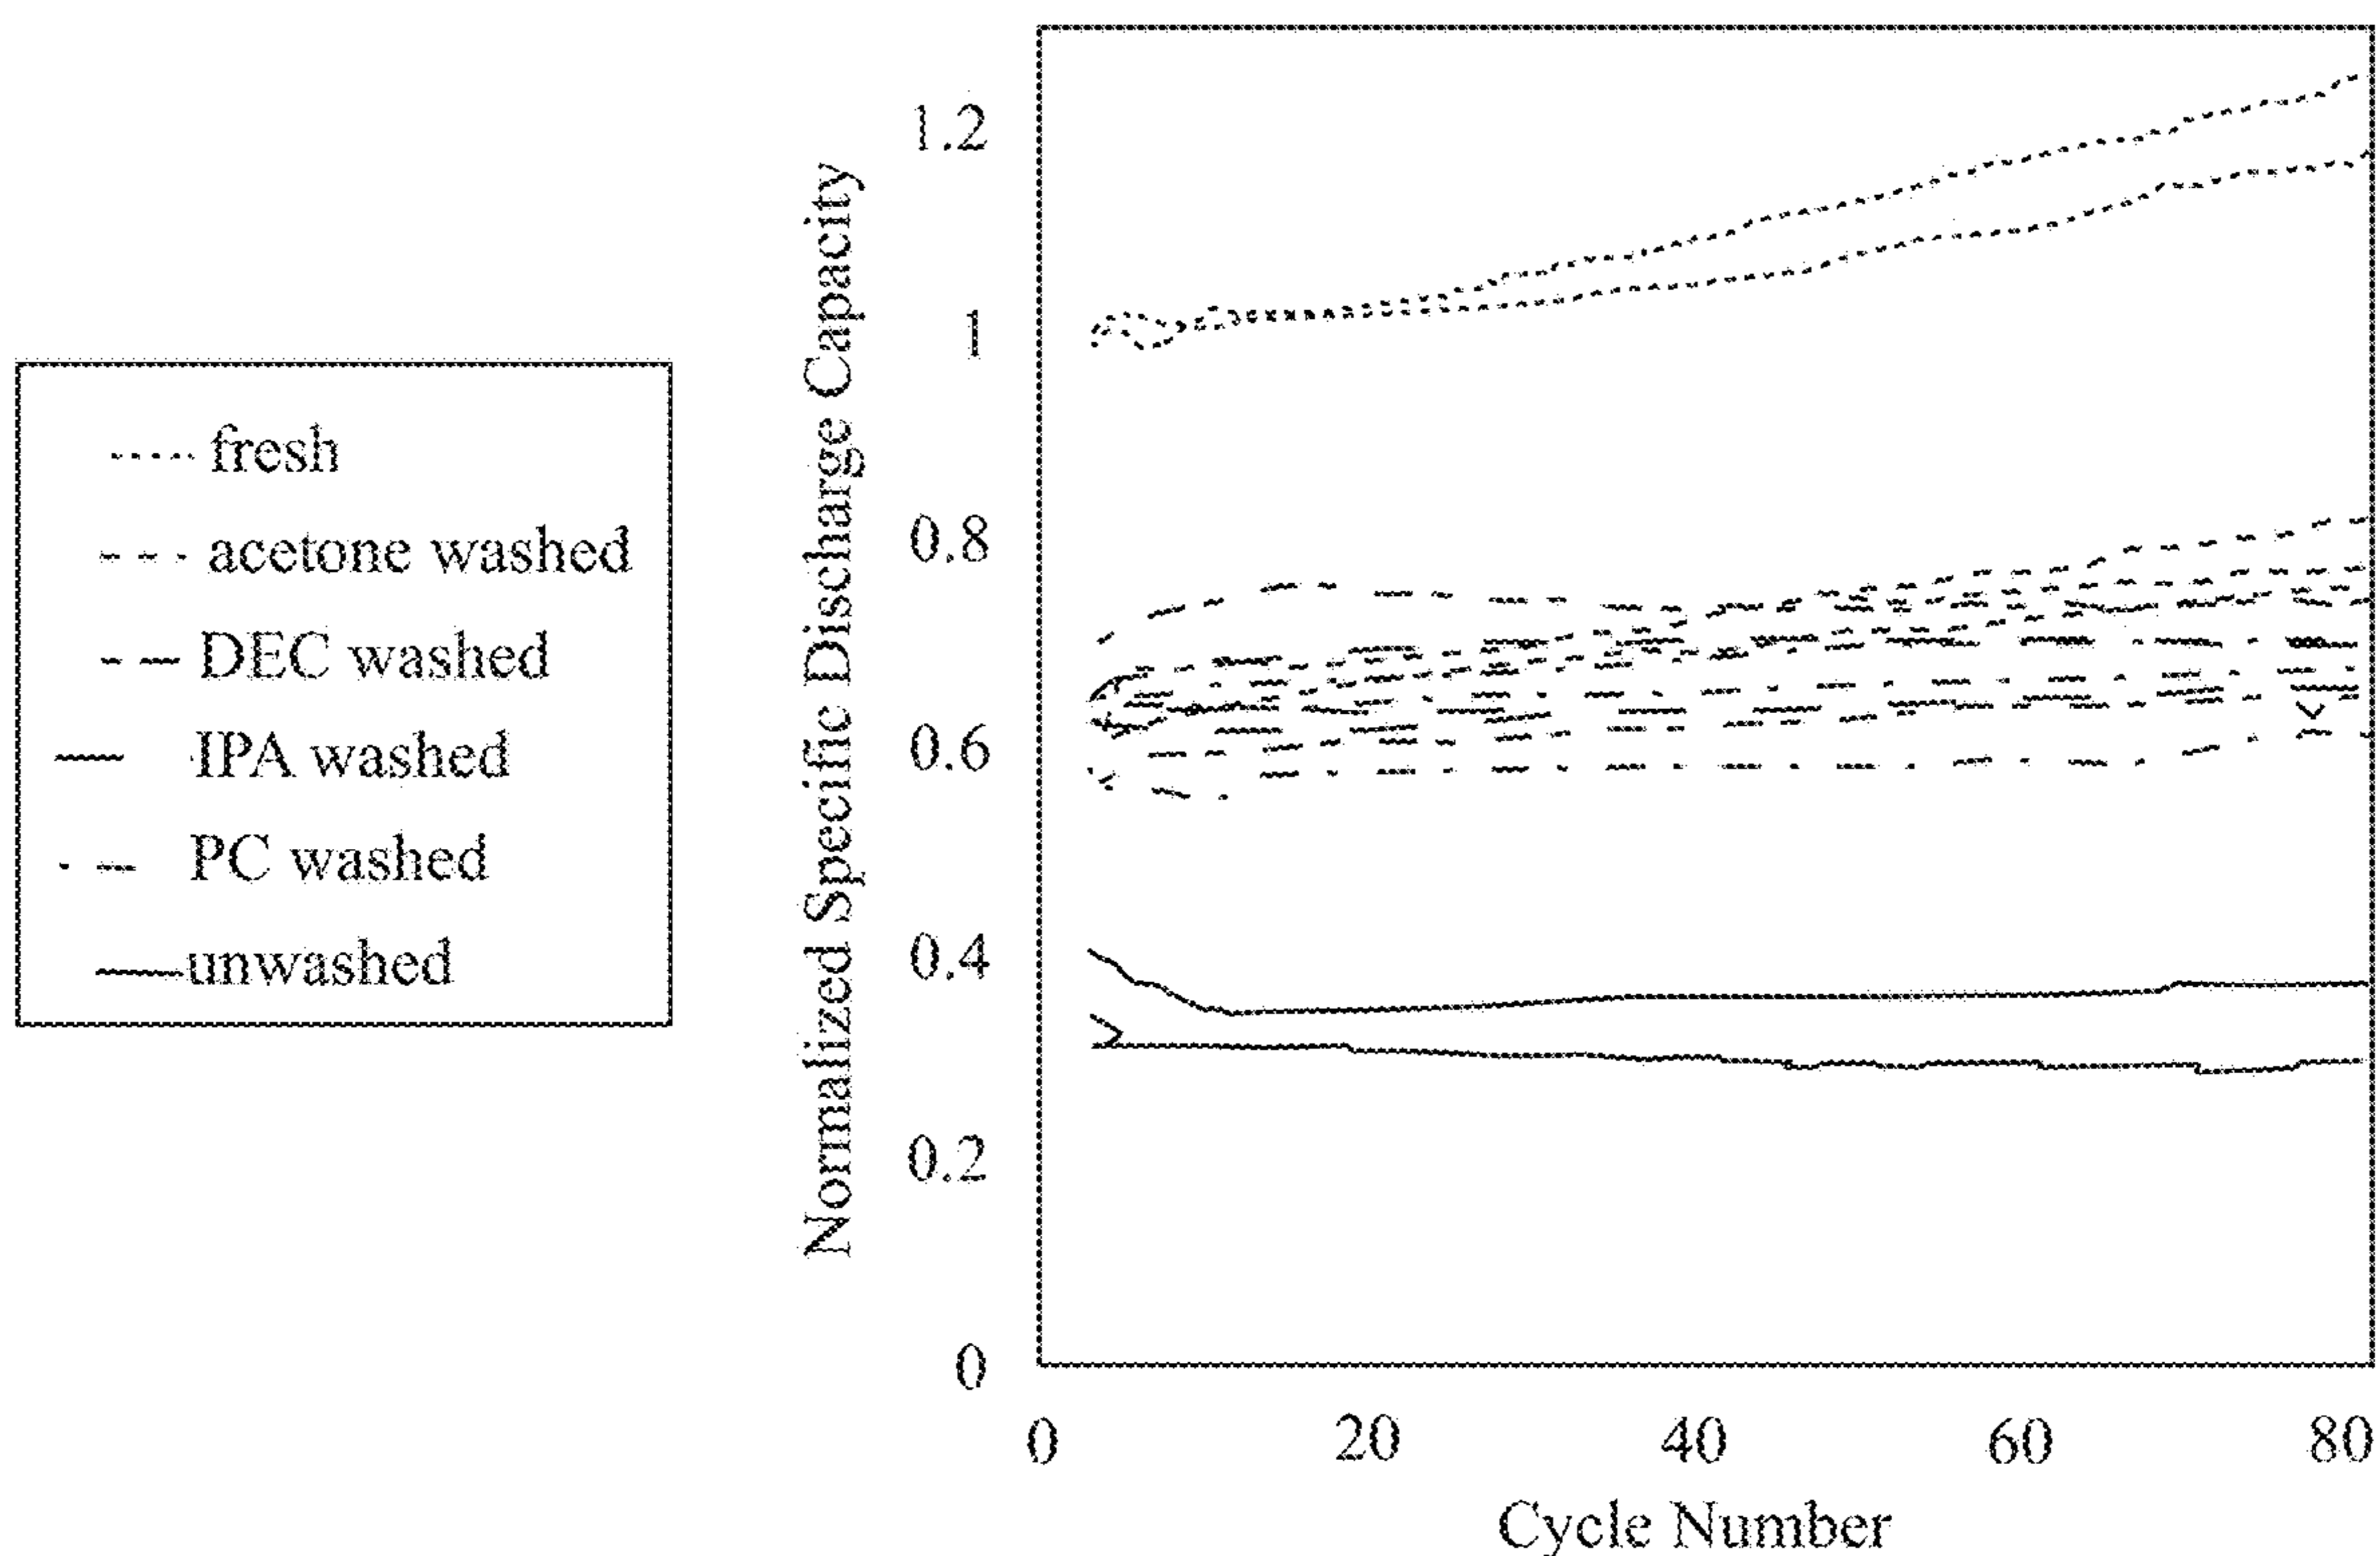 fresh
acetone washed
DEC washed
IPA washed
PC washed
unwashed
Normalized Specific Discharge Capacity
1.2
1
0.8
0.6
0.4
0.2
0
0 20 40 60 80
Cycle Number